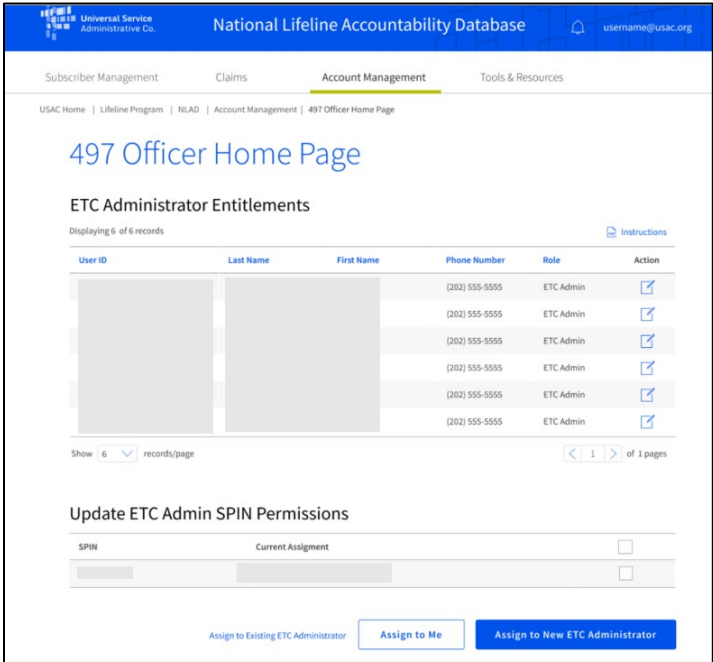 Universal Service
Administrative Co.
National Lifeline Accountability Database
username@usac.org
Subscriber Management Claims Account Management Tools & Resources
USAC Home | Lifeline Program | NLAD | Account Management | 497 Officer Home Page
497 Officer Home Page
ETC Administrator Entitlements
Displaying 6 of 6 records
Instructions
User ID Last Name First Name Phone Number Role Action
(202) 555-5555 ETC Admin
(202) 555-5555 ETC Admin
(202) 555-5555 ETC Admin
(202) 555-5555 ETC Admin
(202) 555-5555 ETC Admin
(202) 555-5555 ETC Admin
Show 6 records/page
< 1 > of 1 pages
Update ETC Admin SPIN Permissions
SPIN Current Assigment
Assign to Existing ETC Administrator Assign to Me Assign to New ETC Administrator